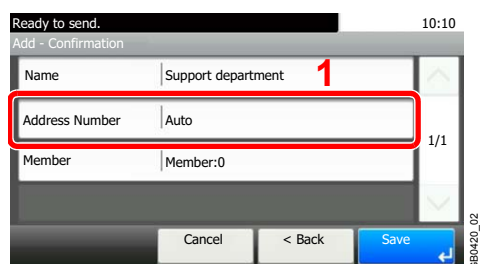 Ready to send. 10:10
Add - Confirmation
Name Support department 1
Address Number Auto
1/1
Member Member:0
Cancel < Back Save
GB0420_02